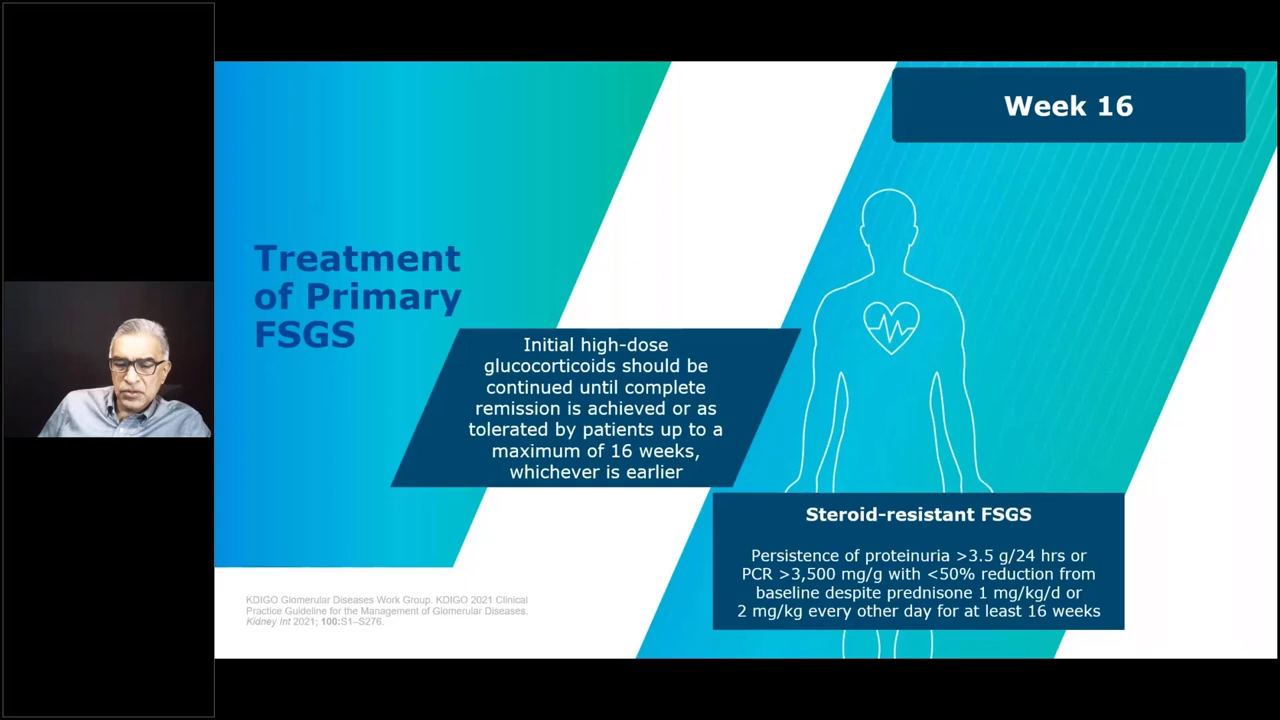 Week 16
Treatment
of Primary
FSGS
Initial high-dose
glucocorticoids should be
continued until complete
remission is achieved or as
tolerated by patients up to a
maximum of 16 weeks,
whichever is earlier
Steroid-resistant FSGS
Persistence of proteinuria >3.5 g/24 hrs or
PCR >3,500 mg/g with <50% reduction from
baseline despite prednisone 1 mg/kg/d or
2 mg/kg every other day for at least 16 weeks
KDIGO Glomerular Diseases Work Group. KDIGO 2021 Clinical
Practice Guideline for the Management of Glomerular Diseases.
Kidney Int 2021; 100:S1–S276.